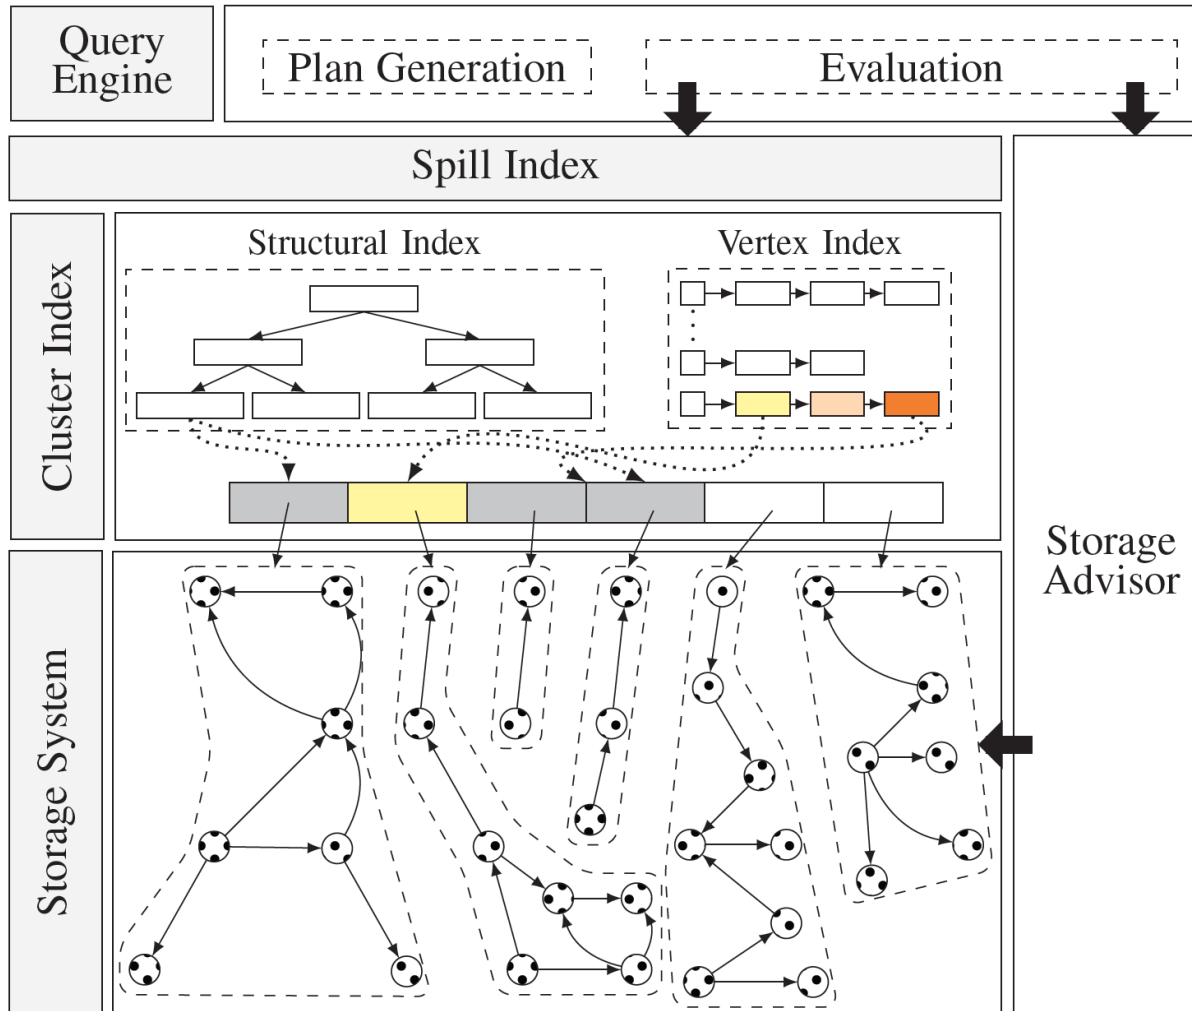 Query
Engine
Plan Generation
Evaluation
Spill Index
Cluster Index
Structural Index
Vertex Index
Storage
Advisor
Storage System